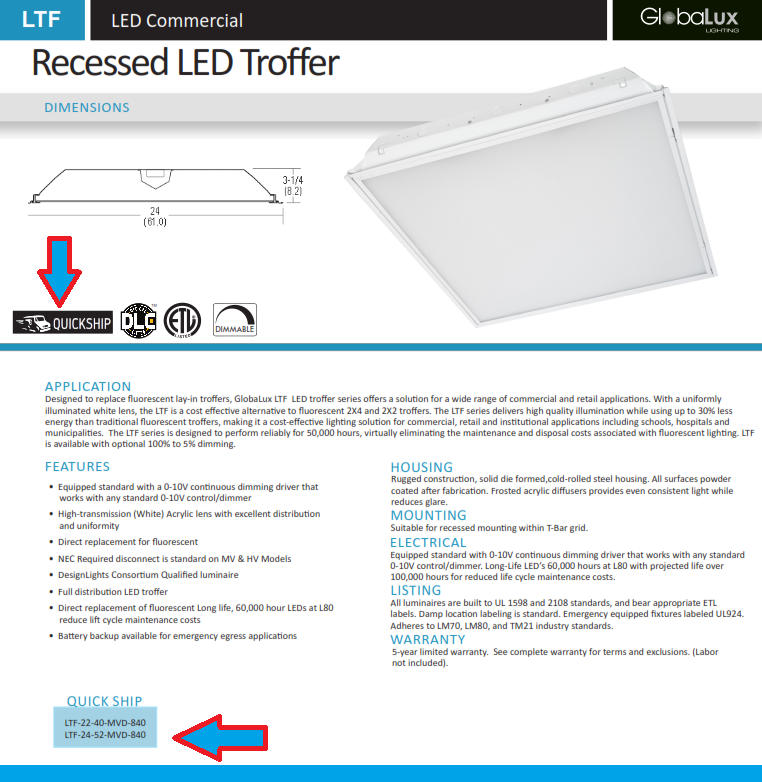 LTF
LED Commercial
GlobaLux
LIGHTING
Recessed LED Troffer
DIMENSIONS
3-1/4
(8.2)
24
(61.0)
QUICKSHIP
DLC
TM
ETL
LISTED
DIMMABLE
APPLICATION
Designed to replace fluorescent lay-in troffers, GlobaLux LTF LED troffer series offers a solution for a wide range of commercial and retail applications. With a uniformly
illuminated white lens, the LTF is a cost effective alternative to fluorescent 2X4 and 2X2 troffers. The LTF series delivers high quality illumination while using up to 30% less
energy than traditional fluorescent troffers, making it a cost-effective lighting solution for commercial, retail and institutional applications including schools, hospitals and
municipalities. The LTF series is designed to perform reliably for 50,000 hours, virtually eliminating the maintenance and disposal costs associated with fluorescent lighting. LTF
is available with optional 100% to 5% dimming.
FEATURES
• Equipped standard with a 0-10V continuous dimming driver that
works with any standard 0-10V control/dimmer
• High-transmission (White) Acrylic lens with excellent distribution
and uniformity
• Direct replacement for fluorescent
• NEC Required disconnect is standard on MV & HV Models
• DesignLights Consortium Qualified luminaire
• Full distribution LED troffer
• Direct replacement of fluorescent Long life, 60,000 hour LEDs at L80
reduce lift cycle maintenance costs
• Battery backup available for emergency egress applications
HOUSING
Rugged construction, solid die formed,cold-rolled steel housing. All surfaces powder
coated after fabrication. Frosted acrylic diffusers provides even consistent light while
reduces glare.
MOUNTING
Suitable for recessed mounting within T-Bar grid.
ELECTRICAL
Equipped standard with 0-10V continuous dimming driver that works with any standard
0-10V control/dimmer. Long-Life LED's 60,000 hours at L80 with projected life over
100,000 hours for reduced life cycle maintenance costs.
LISTING
All luminaires are built to UL 1598 and 2108 standards, and bear appropriate ETL
labels. Damp location labeling is standard. Emergency equipped fixtures labeled UL924.
Adheres to LM70, LM80, and TM21 industry standards.
WARRANTY
5-year limited warranty. See complete warranty for terms and exclusions. (Labor
not included).
QUICK SHIP
LTF-22-40-MVD-840
LTF-24-52-MVD-840